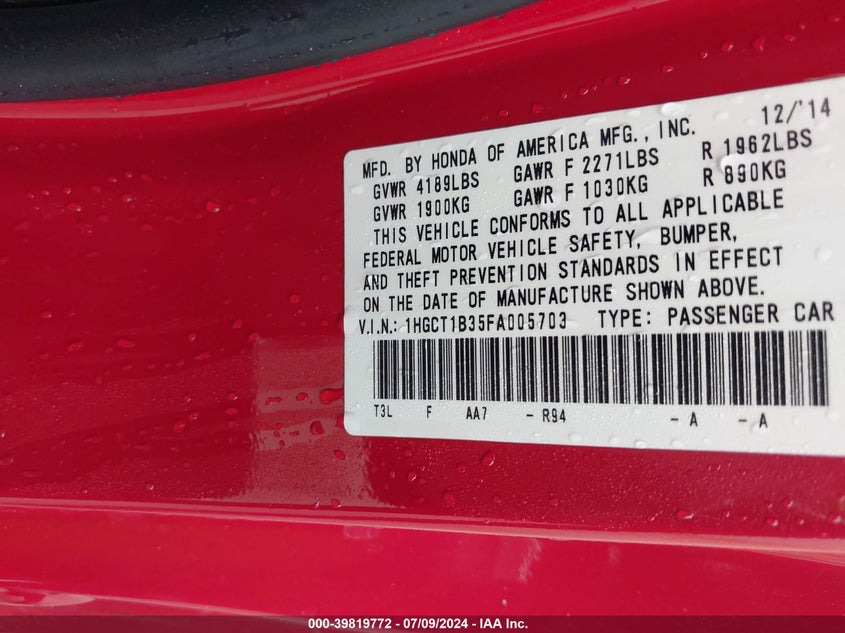 12/'14
MFD. BY HONDA OF AMERICA MFG., INC.
GVWR 4189LBS GAWR F 2271LBS R 1962LBS
GVWR 1900KG GAWR F 1030KG R 890KG
THIS VEHICLE CONFORMS TO ALL APPLICABLE
FEDERAL MOTOR VEHICLE SAFETY, BUMPER,
AND THEFT PREVENTION STANDARDS IN EFFECT
ON THE DATE OF MANUFACTURE SHOWN ABOVE.
V.I.N.: 1HGCT1B35FA005703 TYPE: PASSENGER CAR
T3L F AA7 - R94 - A - A
000-39819772 - 07/09/2024 - IAA Inc.